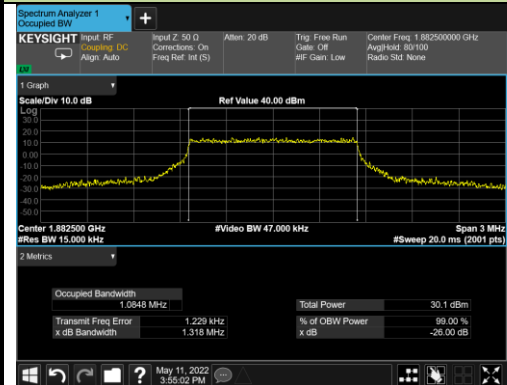 Spectrum Analyzer 1
Occupied BW
+
KEYSIGHT
Input: RF
Coupling: DC
Align: Auto
Input Z: 50 Ω
Corrections: On
Freq Ref: Int (S)
Atten: 20 dB
Trig: Free Run
Gate: Off
#IF Gain: Low
Center Freq: 1.882500000 GHz
Avg|Hold: 80/100
Radio Std: None
1 Graph
Scale/Div 10.0 dB
Ref Value 40.00 dBm
Log
30.0
20.0
10.0
0.00
-10.0
-20.0
-30.0
-40.0
-50.0
Center 1.882500 GHz
#Video BW 47.000 kHz
Span 3 MHz
#Res BW 15.000 kHz
#Sweep 20.0 ms (2001 pts)
2 Metrics
Occupied Bandwidth
1.0848 MHz
Total Power 30.1 dBm
Transmit Freq Error 1.229 kHz
% of OBW Power 99.00 %
x dB Bandwidth 1.318 MHz
x dB -26.00 dB
?
May 11, 2022
3:55:02 PM